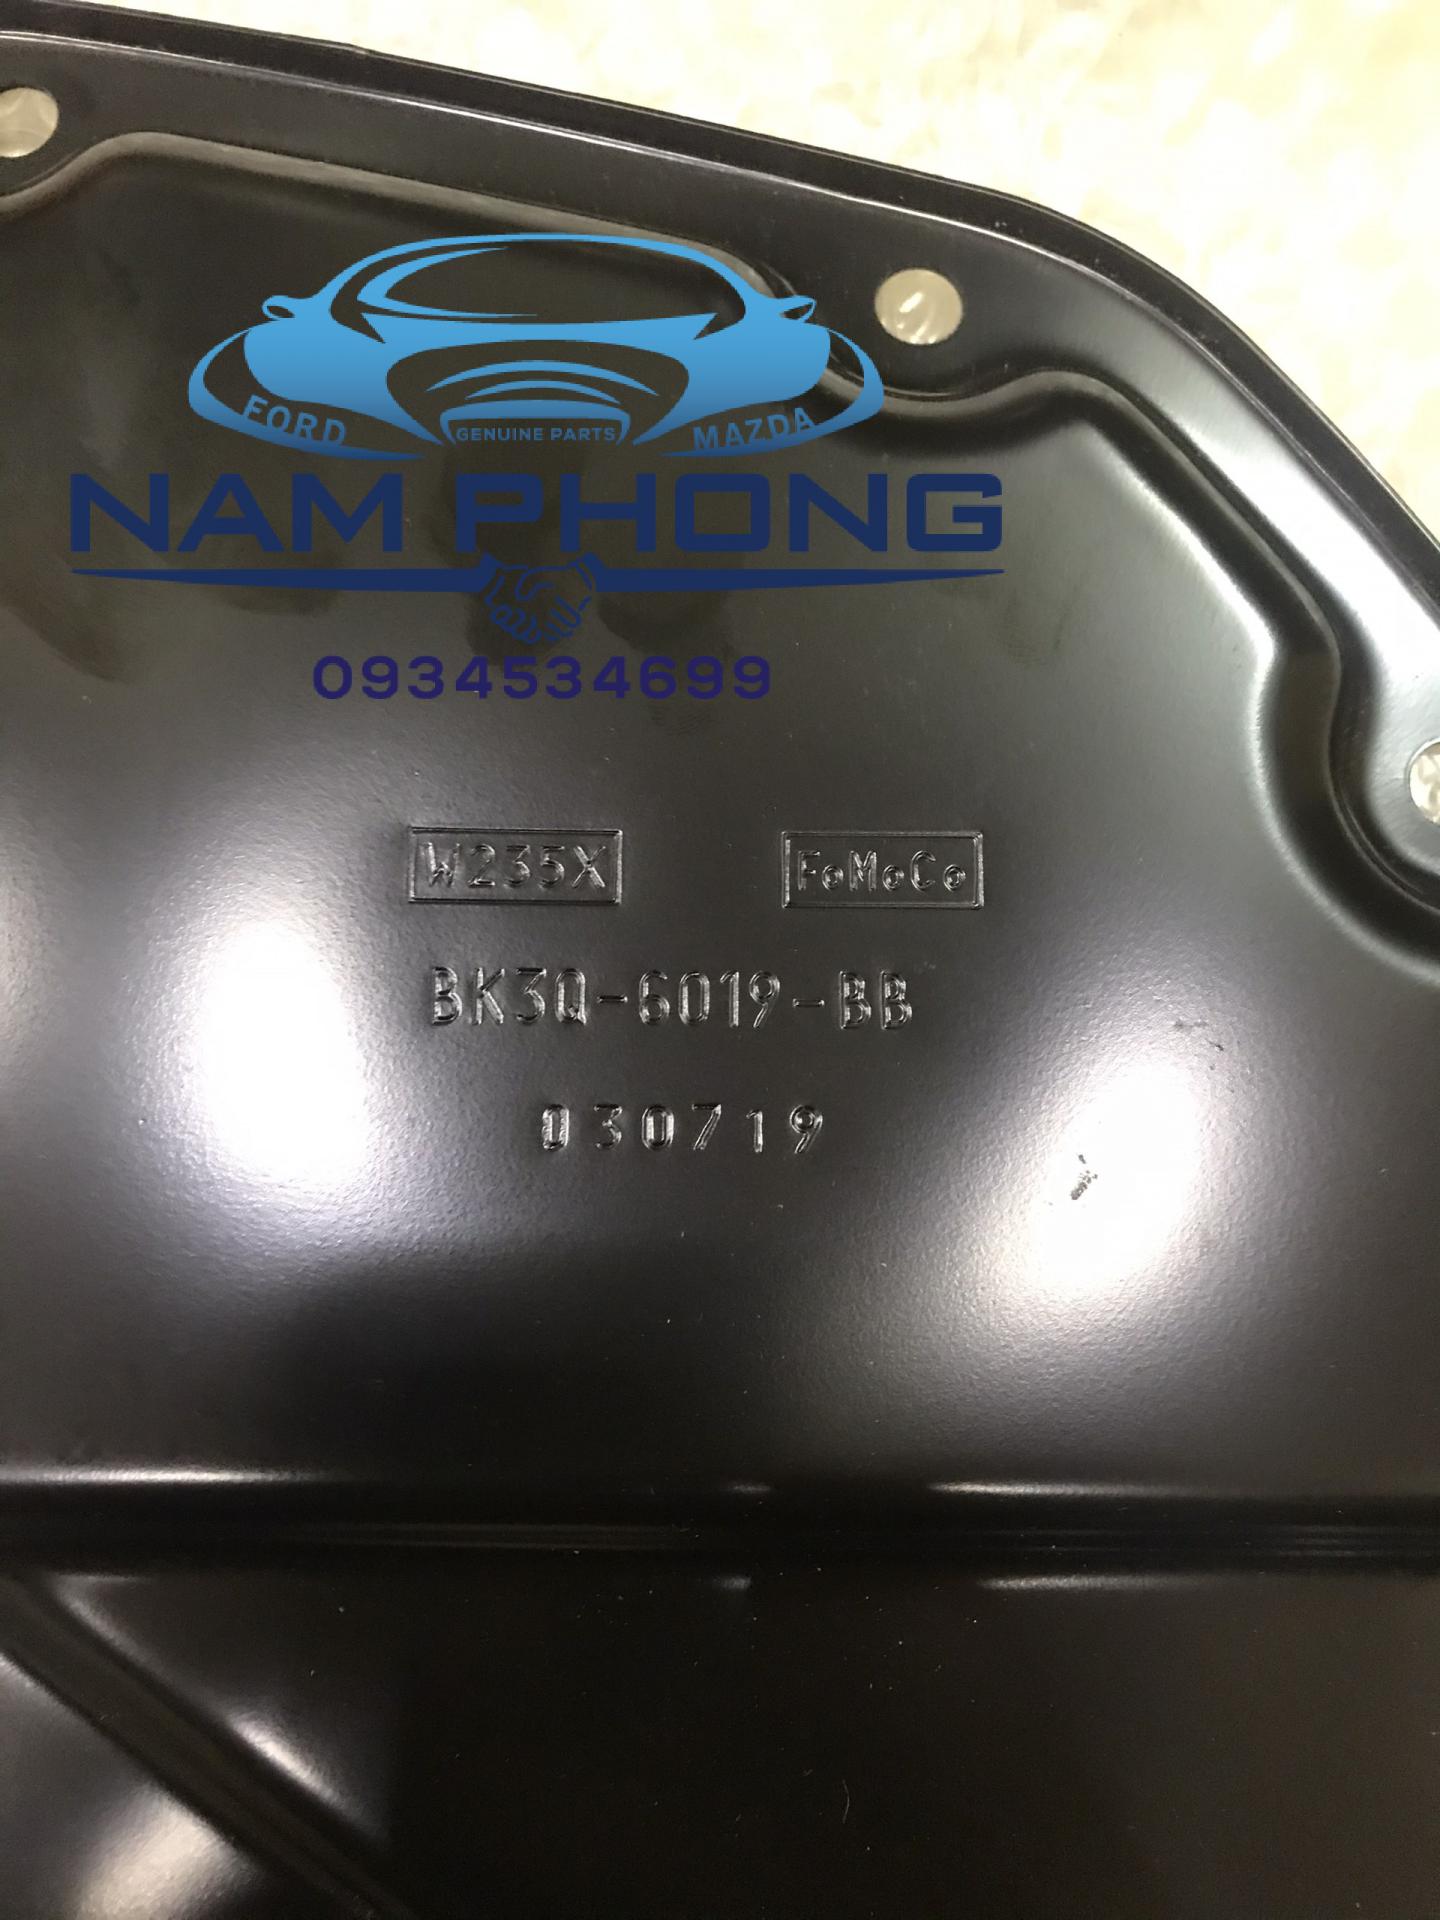 FORD
GENUINE PARTS
MAZDA
NAM PHONG
0934534699
W235X FoMoCo
BK3Q-6019-BB
030719